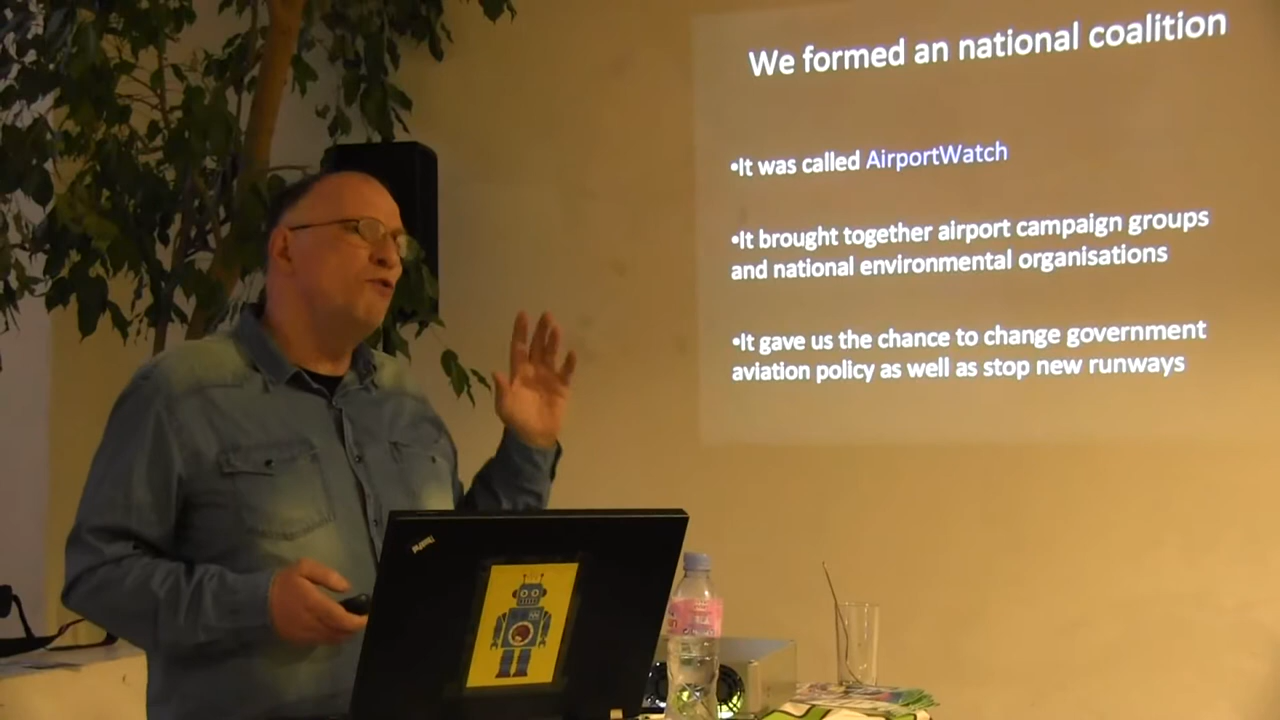 We formed an national coalition
•It was called AirportWatch
•It brought together airport campaign groups
and national environmental organisations
•It gave us the chance to change government
aviation policy as well as stop new runways
ThinkPad